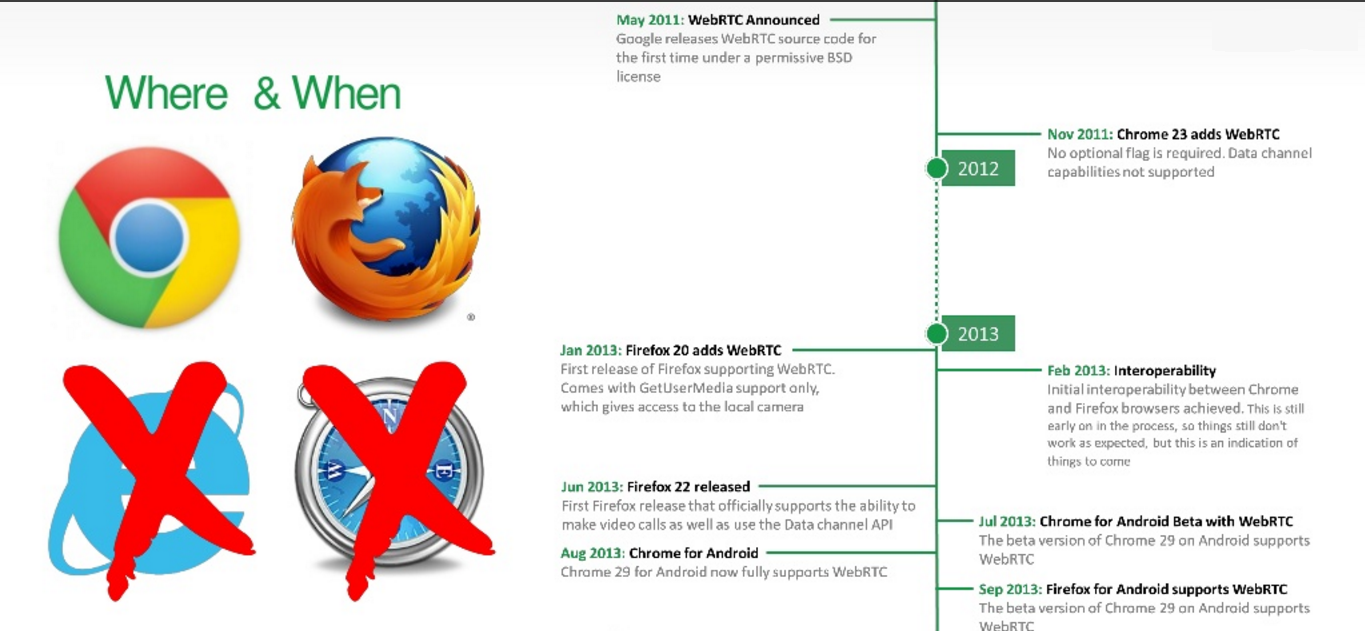 Where & When
May 2011: WebRTC Announced
Google releases WebRTC source code for
the first time under a permissive BSD
license
Nov 2011: Chrome 23 adds WebRTC
No optional flag is required. Data channel
capabilities not supported
2012
2013
Jan 2013: Firefox 20 adds WebRTC
First release of Firefox supporting WebRTC.
Comes with GetUserMedia support only,
which gives access to the local camera
Feb 2013: Interoperability
Initial interoperability between Chrome
and Firefox browsers achieved. This is still
early on in the process, so things still don't
work as expected, but this is an indication of
things to come
Jun 2013: Firefox 22 released
First Firefox release that officially supports the ability to
make video calls as well as use the Data channel API
Jul 2013: Chrome for Android Beta with WebRTC
The beta version of Chrome 29 on Android supports
WebRTC
Aug 2013: Chrome for Android
Chrome 29 for Android now fully supports WebRTC
Sep 2013: Firefox for Android supports WebRTC
The beta version of Chrome 29 on Android supports
WebRTC
®
N
W
E